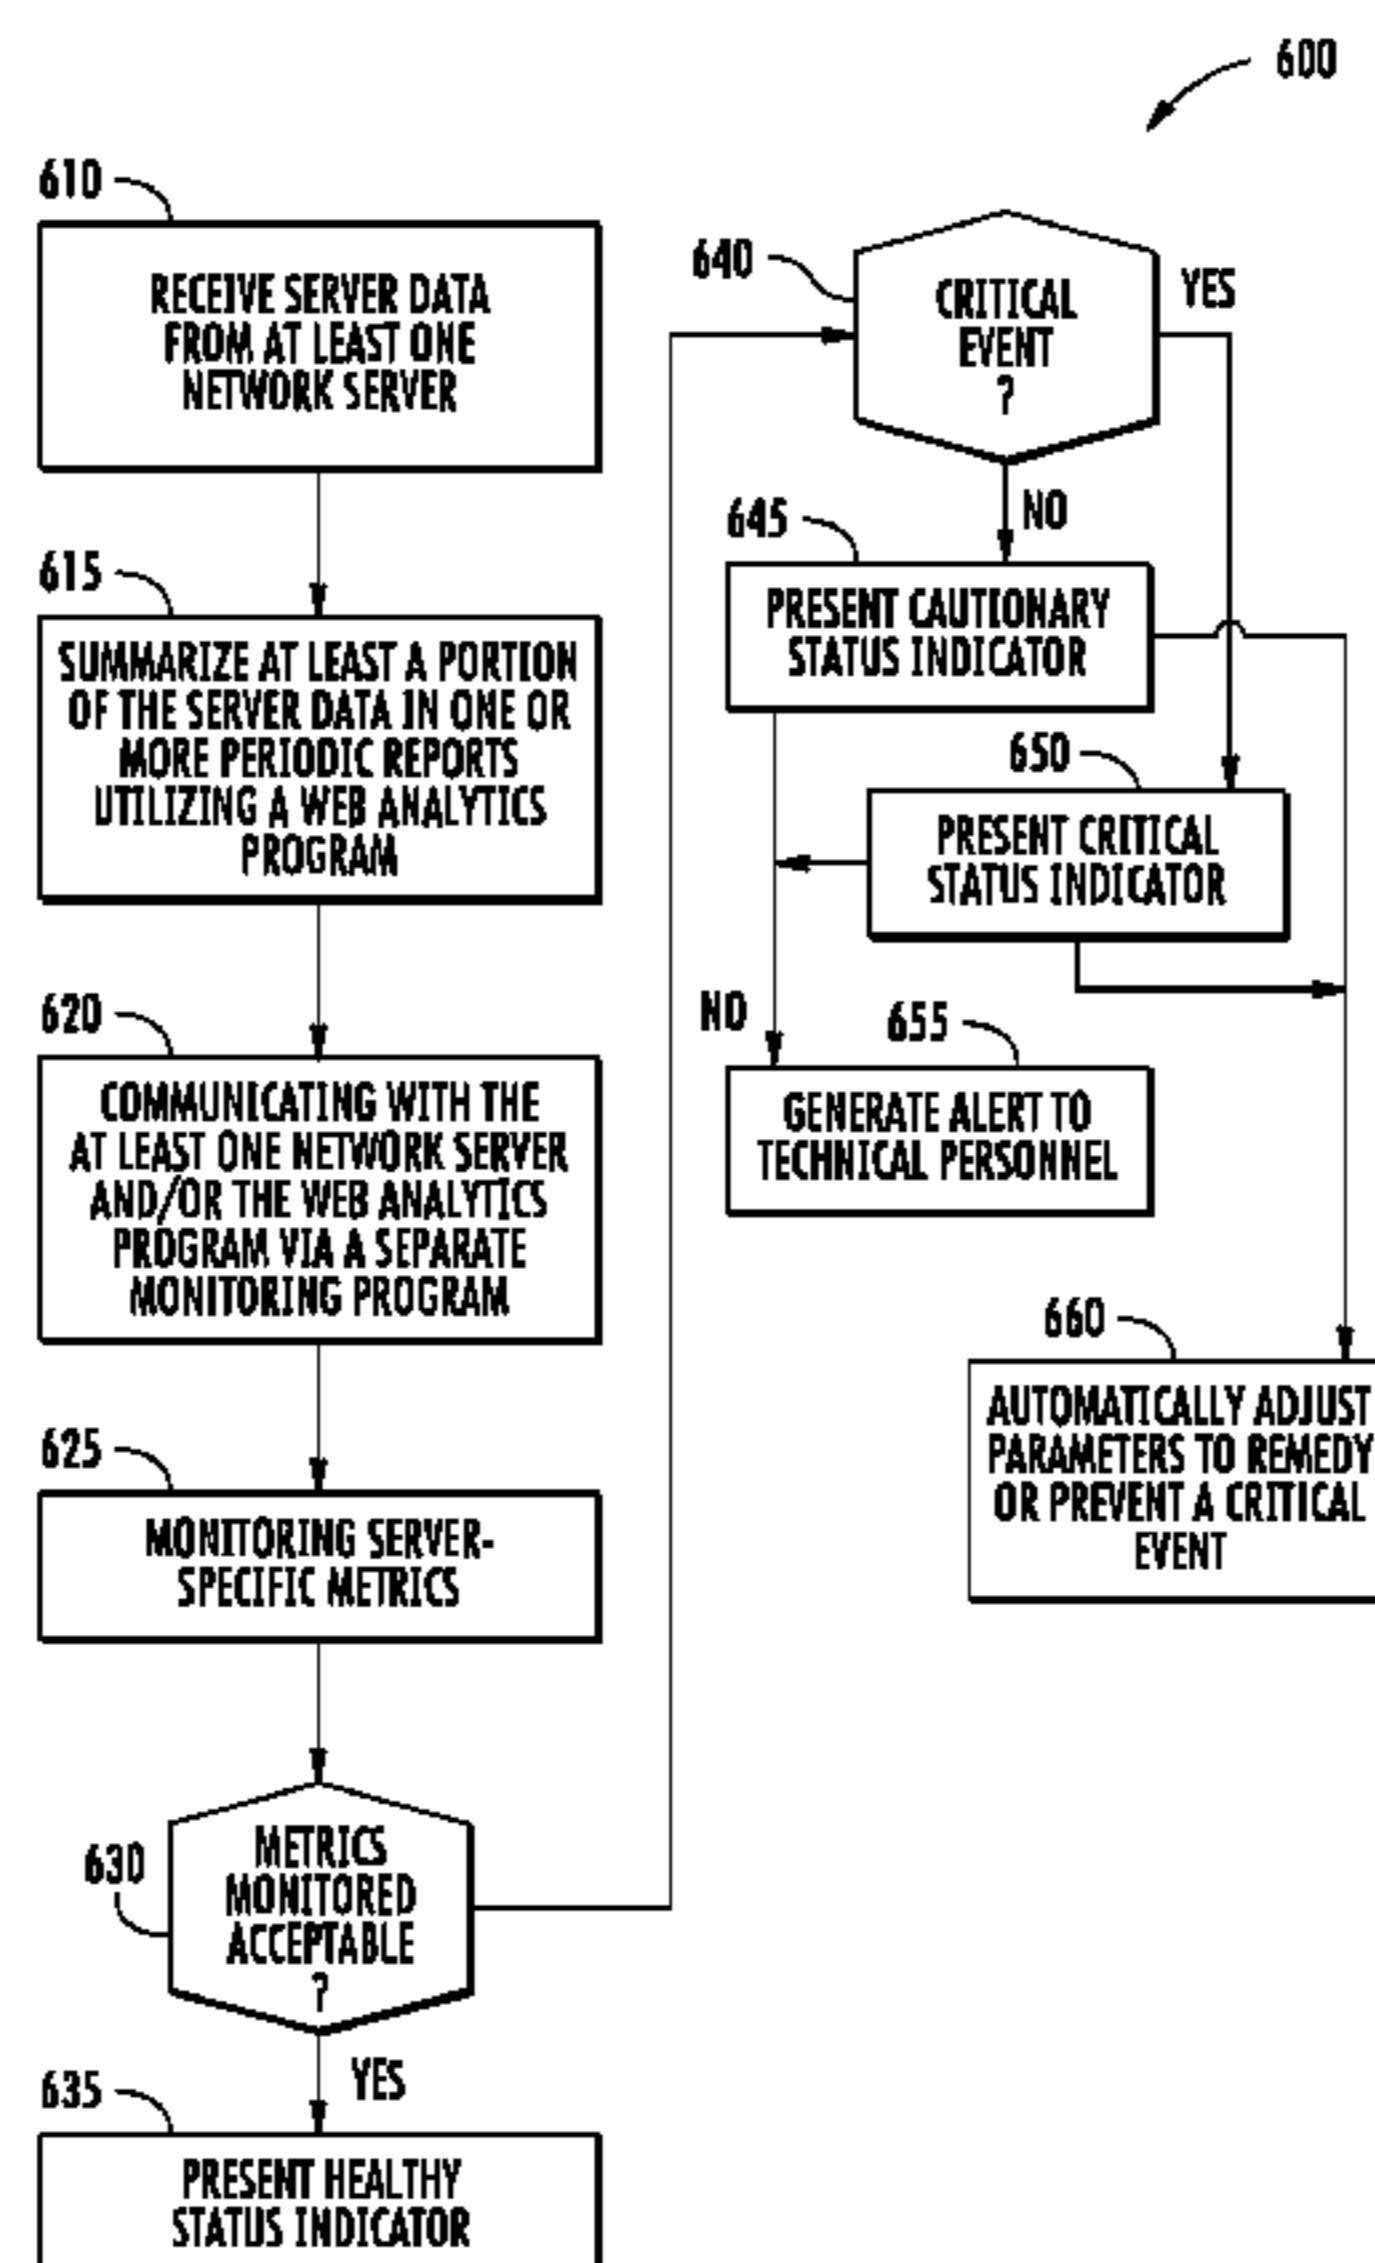 600
610
RECEIVE SERVER DATA
FROM AT LEAST ONE
NETWORK SERVER
615
SUMMARIZE AT LEAST A PORTION
OF THE SERVER DATA IN ONE OR
MORE PERIODIC REPORTS
UTILIZING A WEB ANALYTICS
PROGRAM
620
COMMUNICATING WITH THE
AT LEAST ONE NETWORK SERVER
AND/OR THE WEB ANALYTICS
PROGRAM VIA A SEPARATE
MONITORING PROGRAM
625
MONITORING SERVER-
SPECIFIC METRICS
630
METRICS
MONITORED
ACCEPTABLE
?
YES
635
PRESENT HEALTHY
STATUS INDICATOR
640
CRITICAL
EVENT
?
YES
NO
645
PRESENT CAUTIONARY
STATUS INDICATOR
650
PRESENT CRITICAL
STATUS INDICATOR
NO
655
GENERATE ALERT TO
TECHNICAL PERSONNEL
660
AUTOMATICALLY ADJUST
PARAMETERS TO REMEDY
OR PREVENT A CRITICAL
EVENT